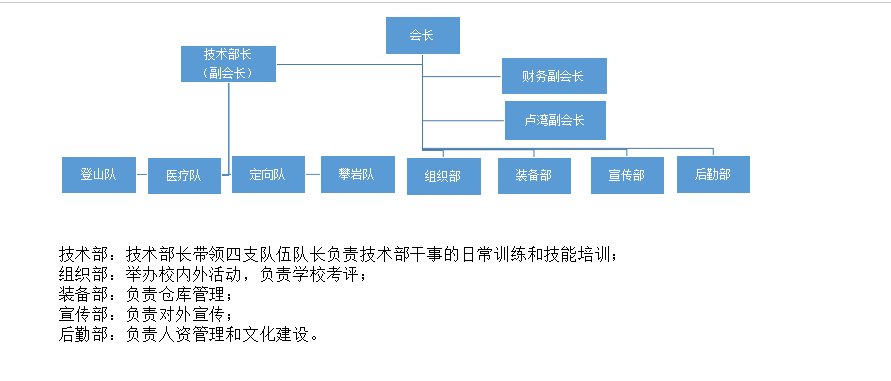 会长
技术部长
（副会长）
财务副会长
卢湾副会长
登山队
医疗队
定向队
攀岩队
组织部
装备部
宣传部
后勤部
技术部：技术部长带领四支队伍队长负责技术部干事的日常训练和技能培训；
组织部：举办校内外活动，负责学校考评；
装备部：负责仓库管理；
宣传部：负责对外宣传；
后勤部：负责人资管理和文化建设。